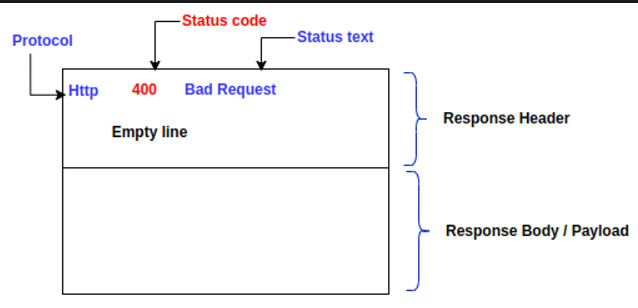 Status code
Status text
Protocol
Http 400 Bad Request
Response Header
Empty line
Response Body / Payload